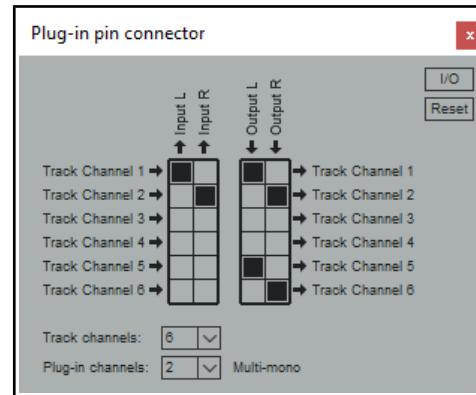 Plug-in pin connector
x
I/O
Reset
Input L
Input R
Output L
Output R
Track Channel 1
Track Channel 1
Track Channel 2
Track Channel 2
Track Channel 3
Track Channel 3
Track Channel 4
Track Channel 4
Track Channel 5
Track Channel 5
Track Channel 6
Track Channel 6
Track channels: 6
Plug-in channels: 2 Multi-mono